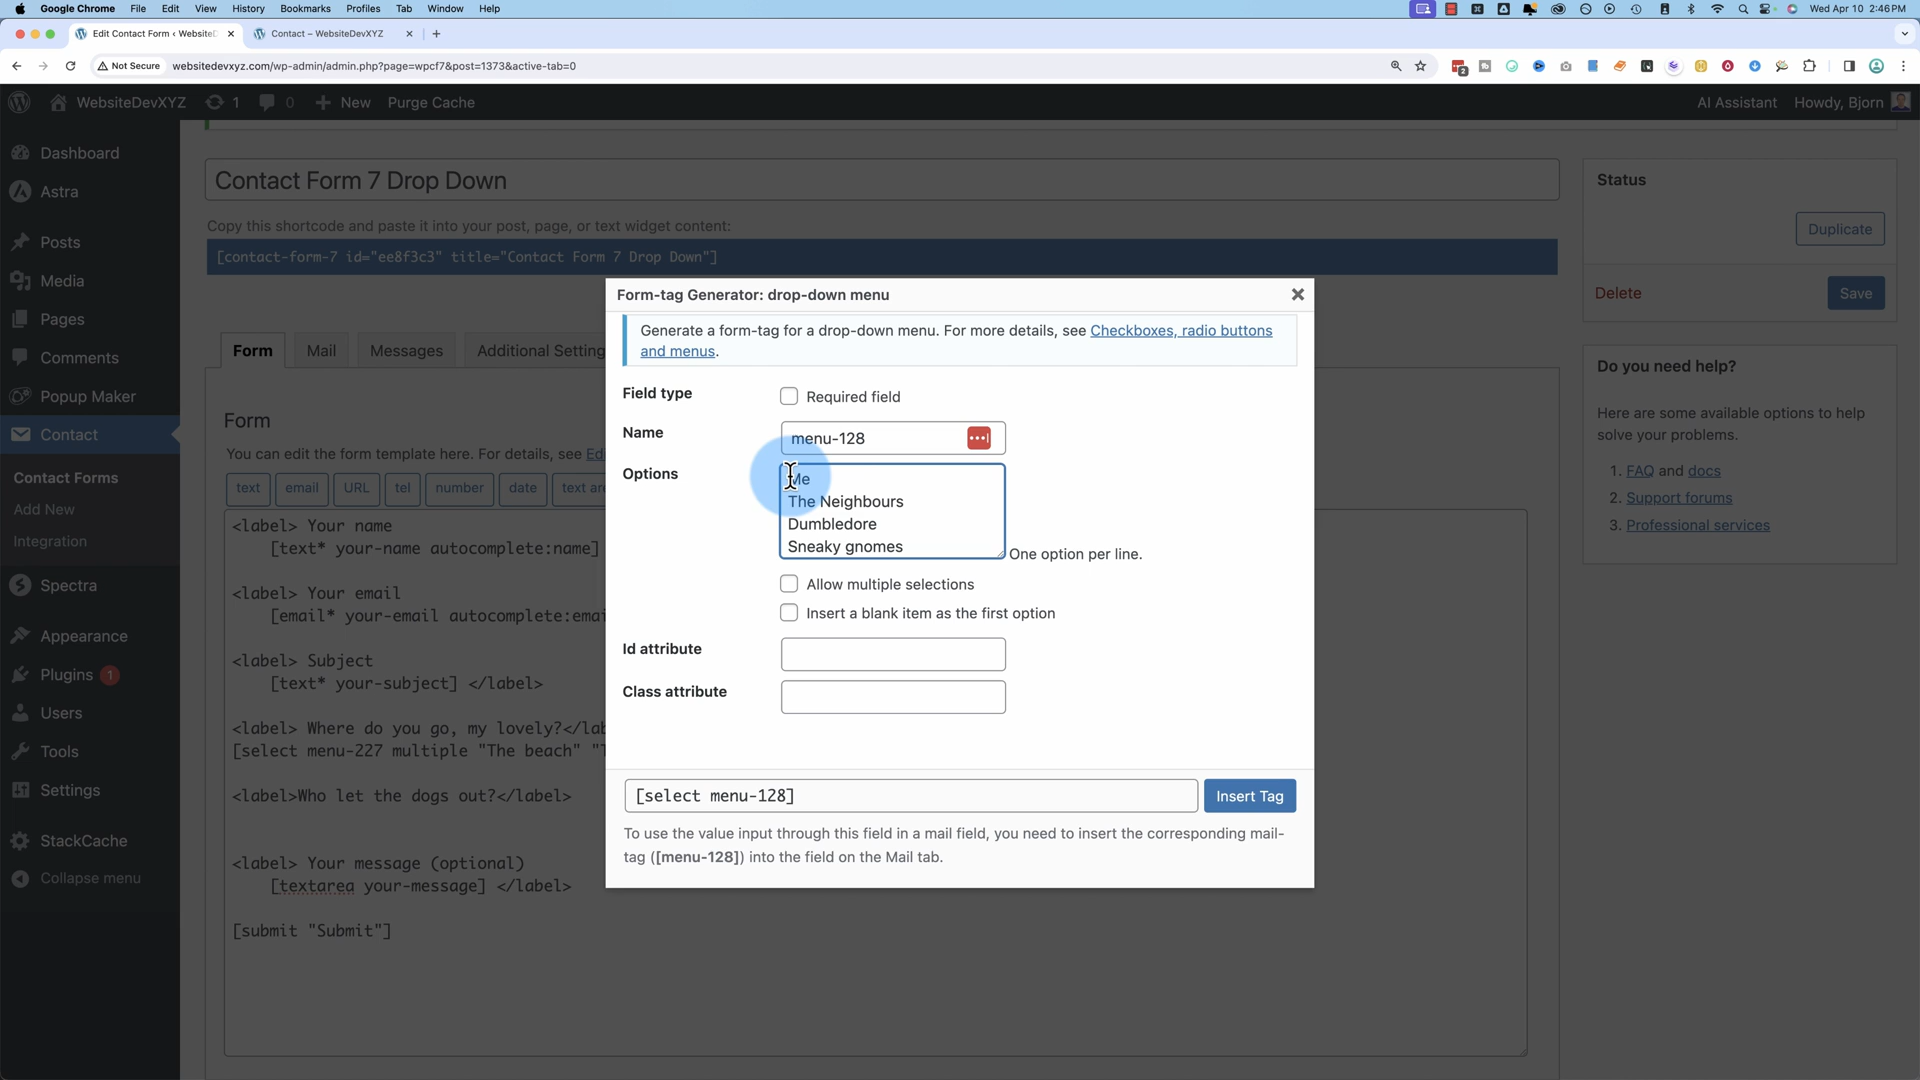 Google Chrome File Edit View History Bookmarks Profiles Tab Window Help Wed Apr 10 2:46 PM
Edit Contact Form ‹ WebsiteD Contact – WebsiteDevXYZ
Not Secure websitedevxyz.com/wp-admin/admin.php?page=wpcf7&post=1373&active-tab=0 2
WebsiteDevXYZ 1 0 New Purge Cache AI Assistant Howdy, Bjorn
Dashboard
Astra
Posts
Media
Pages
Comments
Popup Maker
Contact
Contact Forms
Add New
Integration
Spectra
Appearance
Plugins 1
Users
Tools
Settings
StackCache
Collapse menu
Contact Form 7 Drop Down
Copy this shortcode and paste it into your post, page, or text widget content:
[contact-form-7 id="ee8f3c3" title="Contact Form 7 Drop Down"]
Form Mail Messages Additional Setting
Form
You can edit the form template here. For details, see Ed
text email URL tel number date text are
<label> Your name
[text* your-name autocomplete:name]
<label> Your email
[email* your-email autocomplete:emai
<label> Subject
[text* your-subject] </label>
<label> Where do you go, my lovely?</lab
[select menu-227 multiple "The beach" "T
<label>Who let the dogs out?</label>
<label> Your message (optional)
[textarea your-message] </label>
[submit "Submit"]
Form-tag Generator: drop-down menu
Generate a form-tag for a drop-down menu. For more details, see Checkboxes, radio buttons
and menus.
Field type Required field
Name menu-128
Options Me
The Neighbours
Dumbledore
Sneaky gnomes
One option per line.
Allow multiple selections
Insert a blank item as the first option
Id attribute
Class attribute
[select menu-128] Insert Tag
To use the value input through this field in a mail field, you need to insert the corresponding mail-
tag ([menu-128]) into the field on the Mail tab.
Status
Duplicate
Delete Save
Do you need help?
Here are some available options to help
solve your problems.
1. FAQ and docs
2. Support forums
3. Professional services